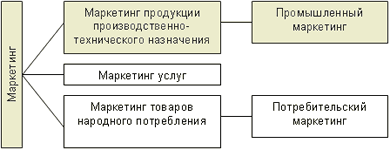 Маркетинг
Маркетинг продукции
производственно-
технического назначения
Промышленный
маркетинг
Маркетинг услуг
Маркетинг товаров
народного потребления
Потребительский
маркетинг